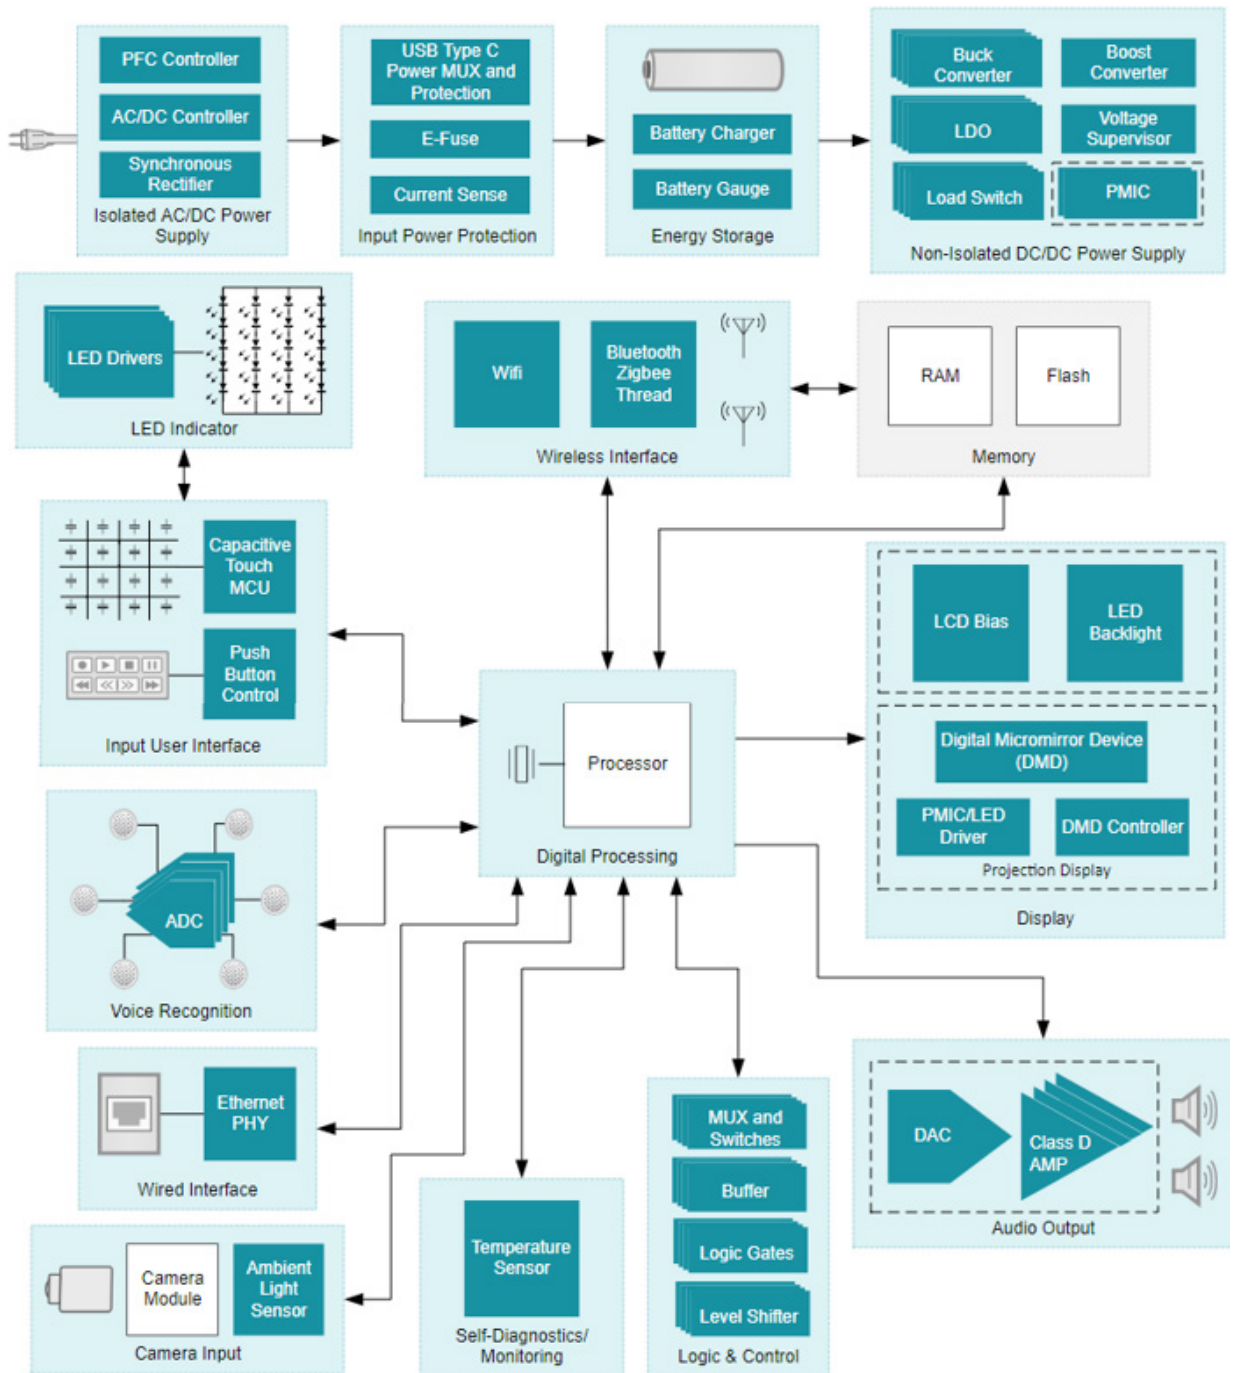 PFC Controller
AC/DC Controller
Synchronous
Rectifier
Isolated AC/DC Power
Supply
USB Type C
Power MUX and
Protection
E-Fuse
Current Sense
Input Power Protection
Battery Charger
Battery Gauge
Energy Storage
Buck
Converter
Boost
Converter
LDO
Voltage
Supervisor
Load Switch
PMIC
Non-Isolated DC/DC Power Supply
LED Drivers
LED Indicator
Wifi
Bluetooth
Zigbee
Thread
Wireless Interface
RAM
Flash
Memory
Capacitive
Touch
MCU
Push
Button
Control
Input User Interface
Processor
Digital Processing
LCD Bias
LED
Backlight
Digital Micromirror Device
(DMD)
PMIC/LED
Driver
DMD Controller
Projection Display
Display
ADC
Voice Recognition
Ethernet
PHY
Wired Interface
Camera
Module
Ambient
Light
Sensor
Camera Input
Temperature
Sensor
Self-Diagnostics/
Monitoring
MUX and
Switches
Buffer
Logic Gates
Level Shifter
Logic & Control
DAC
Class D
AMP
Audio Output